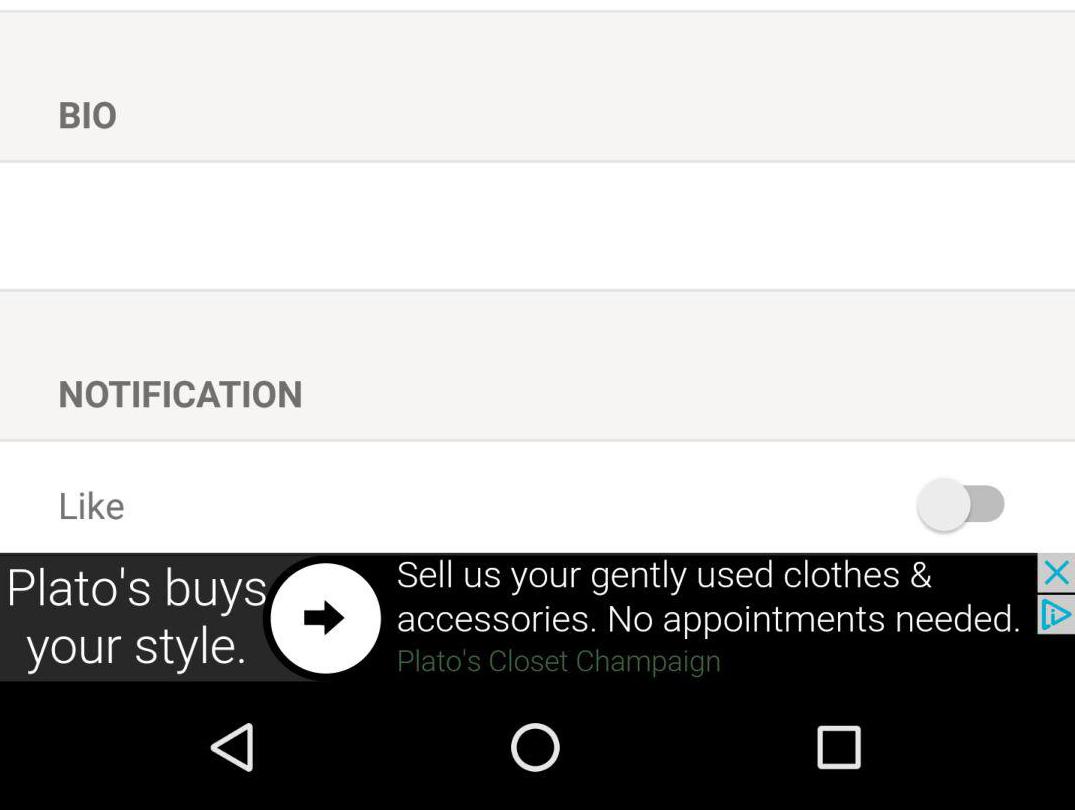 BIO
NOTIFICATION
Like
Plato's buys
your style.
Sell us your gently used clothes &
accessories. No appointments needed.
Plato's Closet Champaign